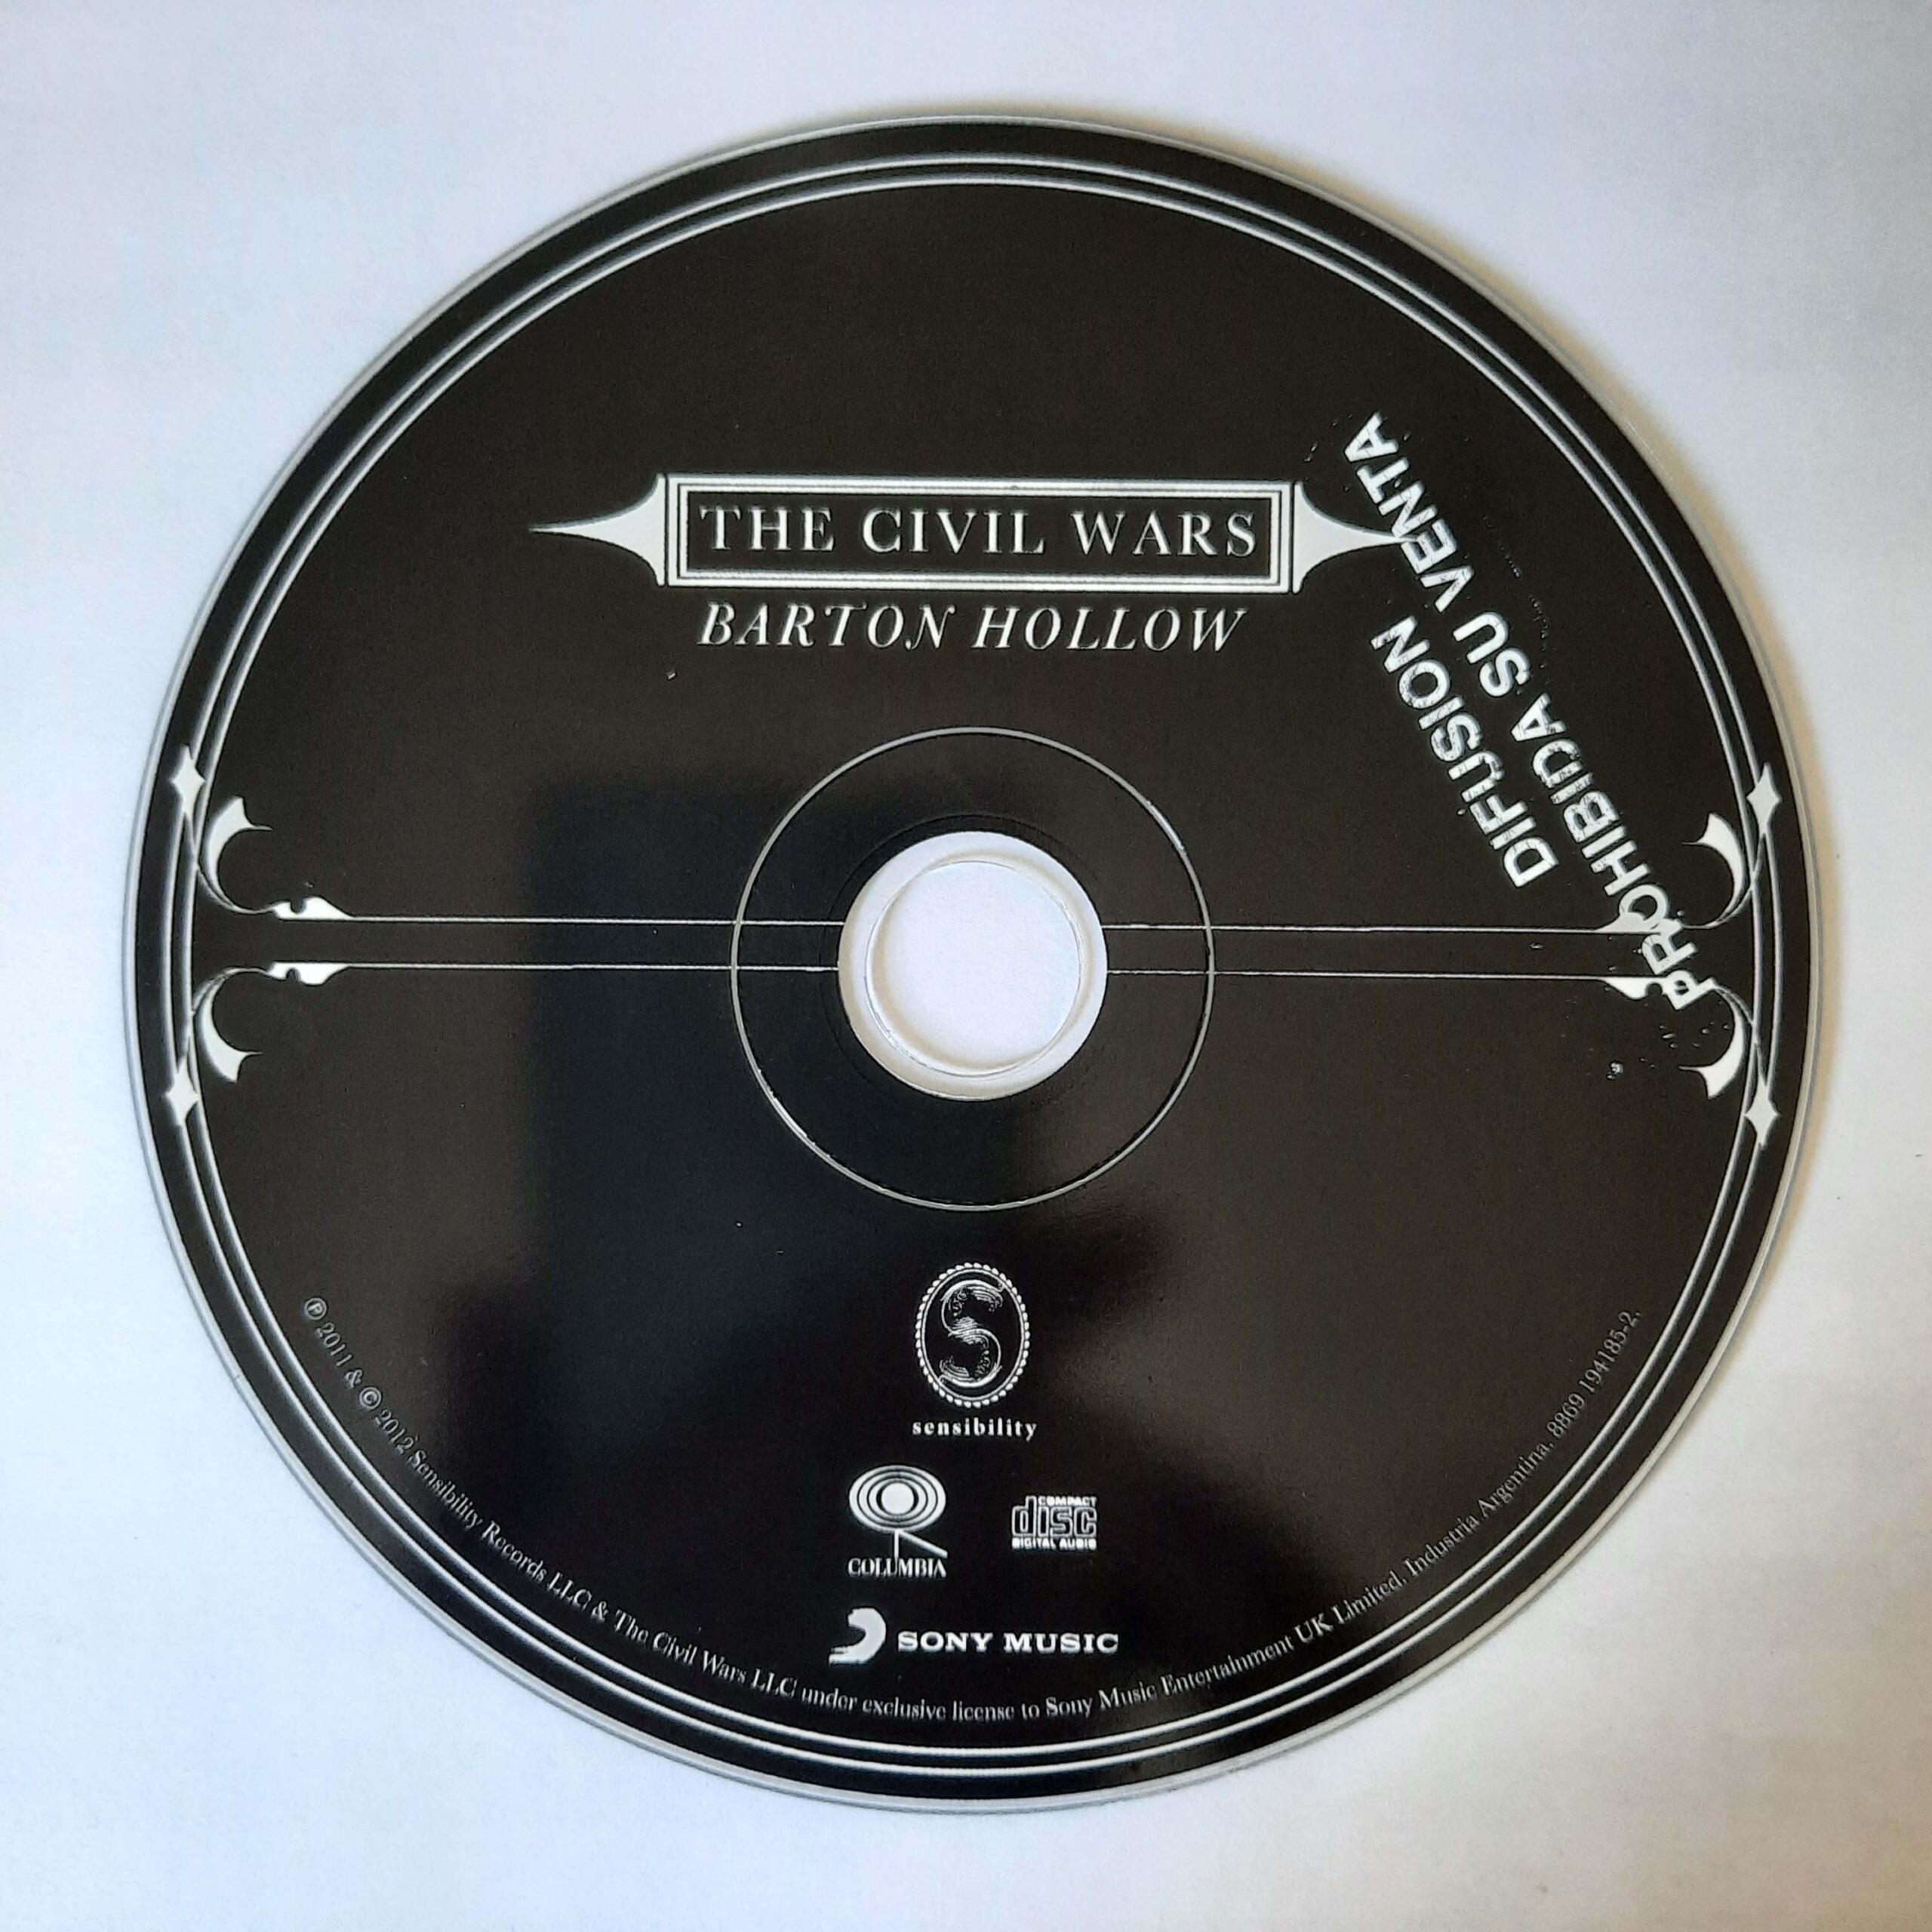 THE CIVIL WARS
BARTON HOLLOW
DIFUSION
PROHIBIDA SU VENTA
S
sensibility
COLUMBIA
COMPACT
disc
DIGITAL AUDIO
SONY MUSIC
℗ 2011 & © 2012 Sensibility Records LLC & The Civil Wars LLC under exclusive license to Sony Music Entertainment UK Limited. Industria Argentina. 8869 194185-2.